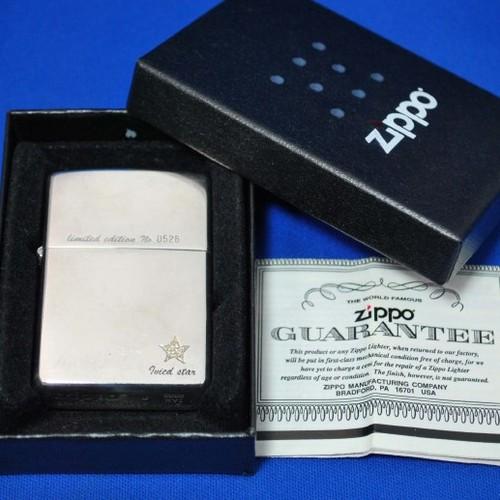 zippo
limited edition No. 0526
Iucd star
THE WORLD FAMOUS
Zippo
GUARANTEE
This product or any Zippo Lighter, when returned to our factory,
will be put in first-class mechanical condition free of charge, for we
have yet to charge a cent for the repair of a Zippo Lighter
regardless of age or condition. The finish, however, is not guaranteed.
ZIPPO MANUFACTURING COMPANY
BRADFORD, PA 16701 USA